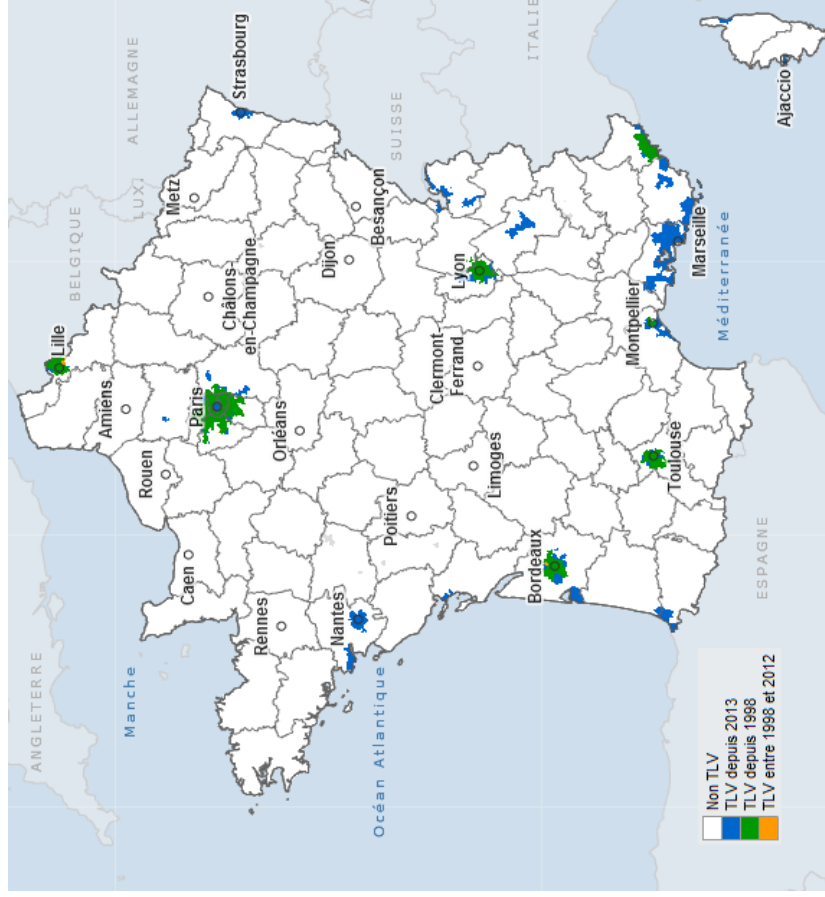 ANGLETERRE
Manche
BELGIQUE
LUX.
ALLEMAGNE
Lille
Amiens
Rouen
Caen
Paris
Metz
Strasbourg
Châlons-
en-Champagne
Rennes
Orléans
Nantes
Dijon
Besançon
SUISSE
Océan Atlantique
Poitiers
Limoges
Clermont-
Ferrand
Lyon
ITALIE
Bordeaux
Toulouse
Montpellier
Marseille
Méditerranée
ESPAGNE
Ajaccio
Non TLV
TLV depuis 2013
TLV depuis 1998
TLV entre 1998 et 2012